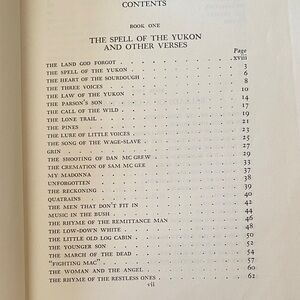 CONTENTS
BOOK ONE
THE SPELL OF THE YUKON
AND OTHER VERSES
Page
THE LAND GOD FORGOT .xviii
THE SPELL OF THE YUKON 3
THE HEART OF THE SOURDOUGH 6
THE THREE VOICES 8
THE LAW OF THE YUKON 10
THE PARSON'S SON 14
THE CALL OF THE WILD 17
THE LONE TRAIL 19
THE PINES 21
THE LURE OF LITTLE VOICES 23
THE SONG OF THE WAGE-SLAVE 25
GRIN 27
THE SHOOTING OF DAN MC GREW 29
THE CREMATION OF SAM MC GEE 33
MY MADONNA 37
UNFORGOTTEN 38
THE RECKONING 39
QUATRAINS 40
THE MEN THAT DON'T FIT IN 42
MUSIC IN THE BUSH 44
THE RHYME OF THE REMITTANCE MAN 46
THE LOW-DOWN WHITE 48
THE LITTLE OLD LOG CABIN 50
THE YOUNGER SON 52
THE MARCH OF THE DEAD 54
"FIGHTING MAC" 57
THE WOMAN AND THE ANGEL 60
THE RHYME OF THE RESTLESS ONES 62
vii